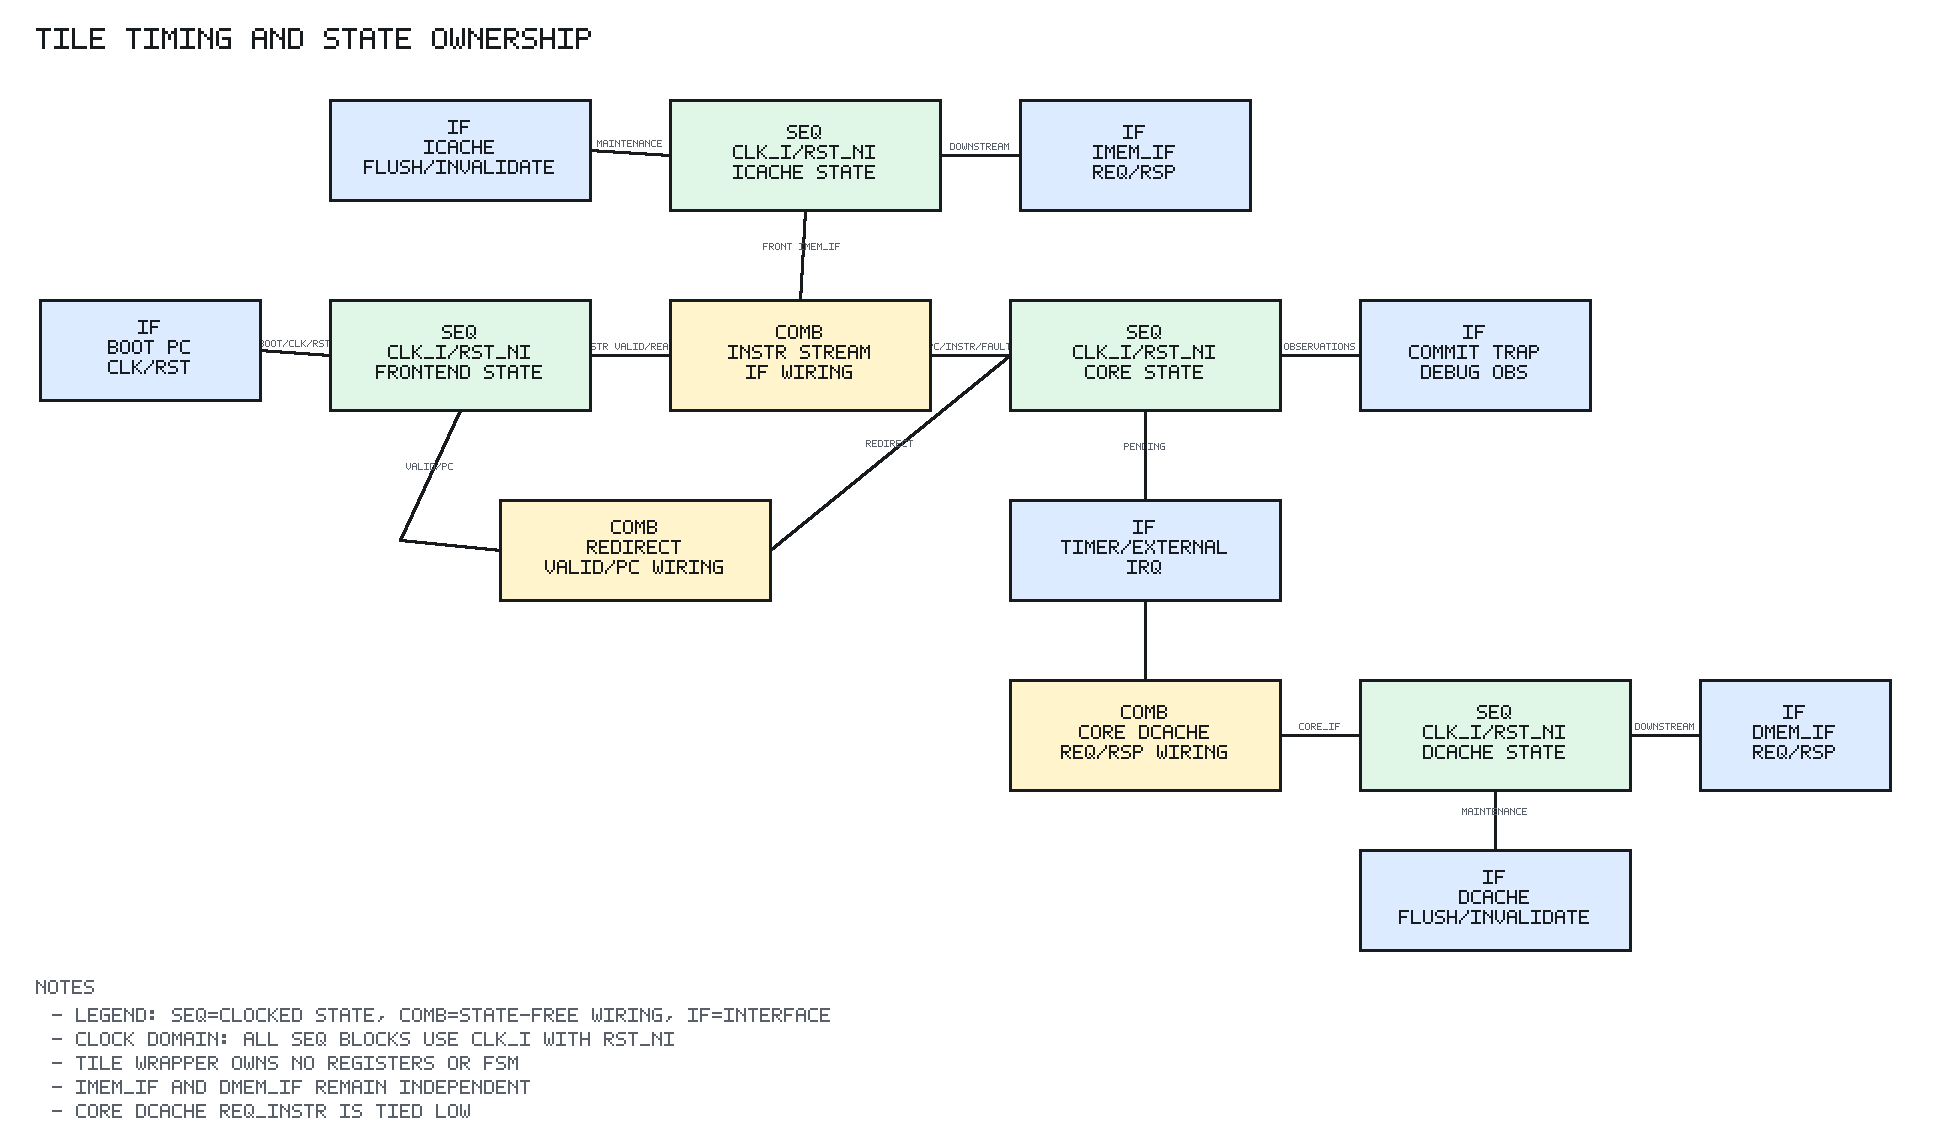 TILE TIMING AND STATE OWNERSHIP
IF
ICACHE
FLUSH/INVALIDATE
MAINTENANCE
SEQ
CLK_I/RST_NI
ICACHE STATE
DOWNSTREAM
IF
IMEM_IF
REQ/RSP
FRONT IMEM_IF
IF
BOOT PC
CLK/RST
BOOT/CLK/RST
SEQ
CLK_I/RST_NI
FRONTEND STATE
STR VALID/REA
COMB
INSTR STREAM
IF WIRING
PC/INSTR/FAULT
SEQ
CLK_I/RST_NI
CORE STATE
OBSERVATIONS
IF
COMMIT TRAP
DEBUG OBS
VALID/PC
REDIRECT
PENDING
COMB
REDIRECT
VALID/PC WIRING
IF
TIMER/EXTERNAL
IRQ
COMB
CORE DCACHE
REQ/RSP WIRING
CORE_IF
SEQ
CLK_I/RST_NI
DCACHE STATE
DOWNSTREAM
IF
DMEM_IF
REQ/RSP
MAINTENANCE
IF
DCACHE
FLUSH/INVALIDATE
NOTES
- LEGEND: SEQ=CLOCKED STATE, COMB=STATE-FREE WIRING, IF=INTERFACE
- CLOCK DOMAIN: ALL SEQ BLOCKS USE CLK_I WITH RST_NI
- TILE WRAPPER OWNS NO REGISTERS OR FSM
- IMEM_IF AND DMEM_IF REMAIN INDEPENDENT
- CORE DCACHE REQ_INSTR IS TIED LOW